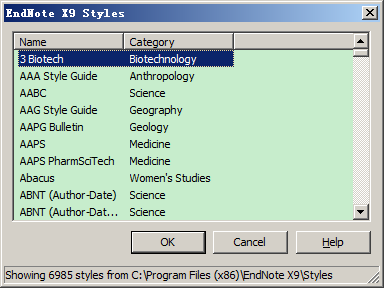 EndNote X9 Styles
Name Category
3 Biotech Biotechnology
AAA Style Guide Anthropology
AABC Science
AAG Style Guide Geography
AAPG Bulletin Geology
AAPS Medicine
AAPS PharmSciTech Medicine
Abacus Women's Studies
ABNT (Author-Date) Science
ABNT (Author-Dat... Science
OK Cancel Help
Showing 6985 styles from C:\Program Files (x86)\EndNote X9\Styles